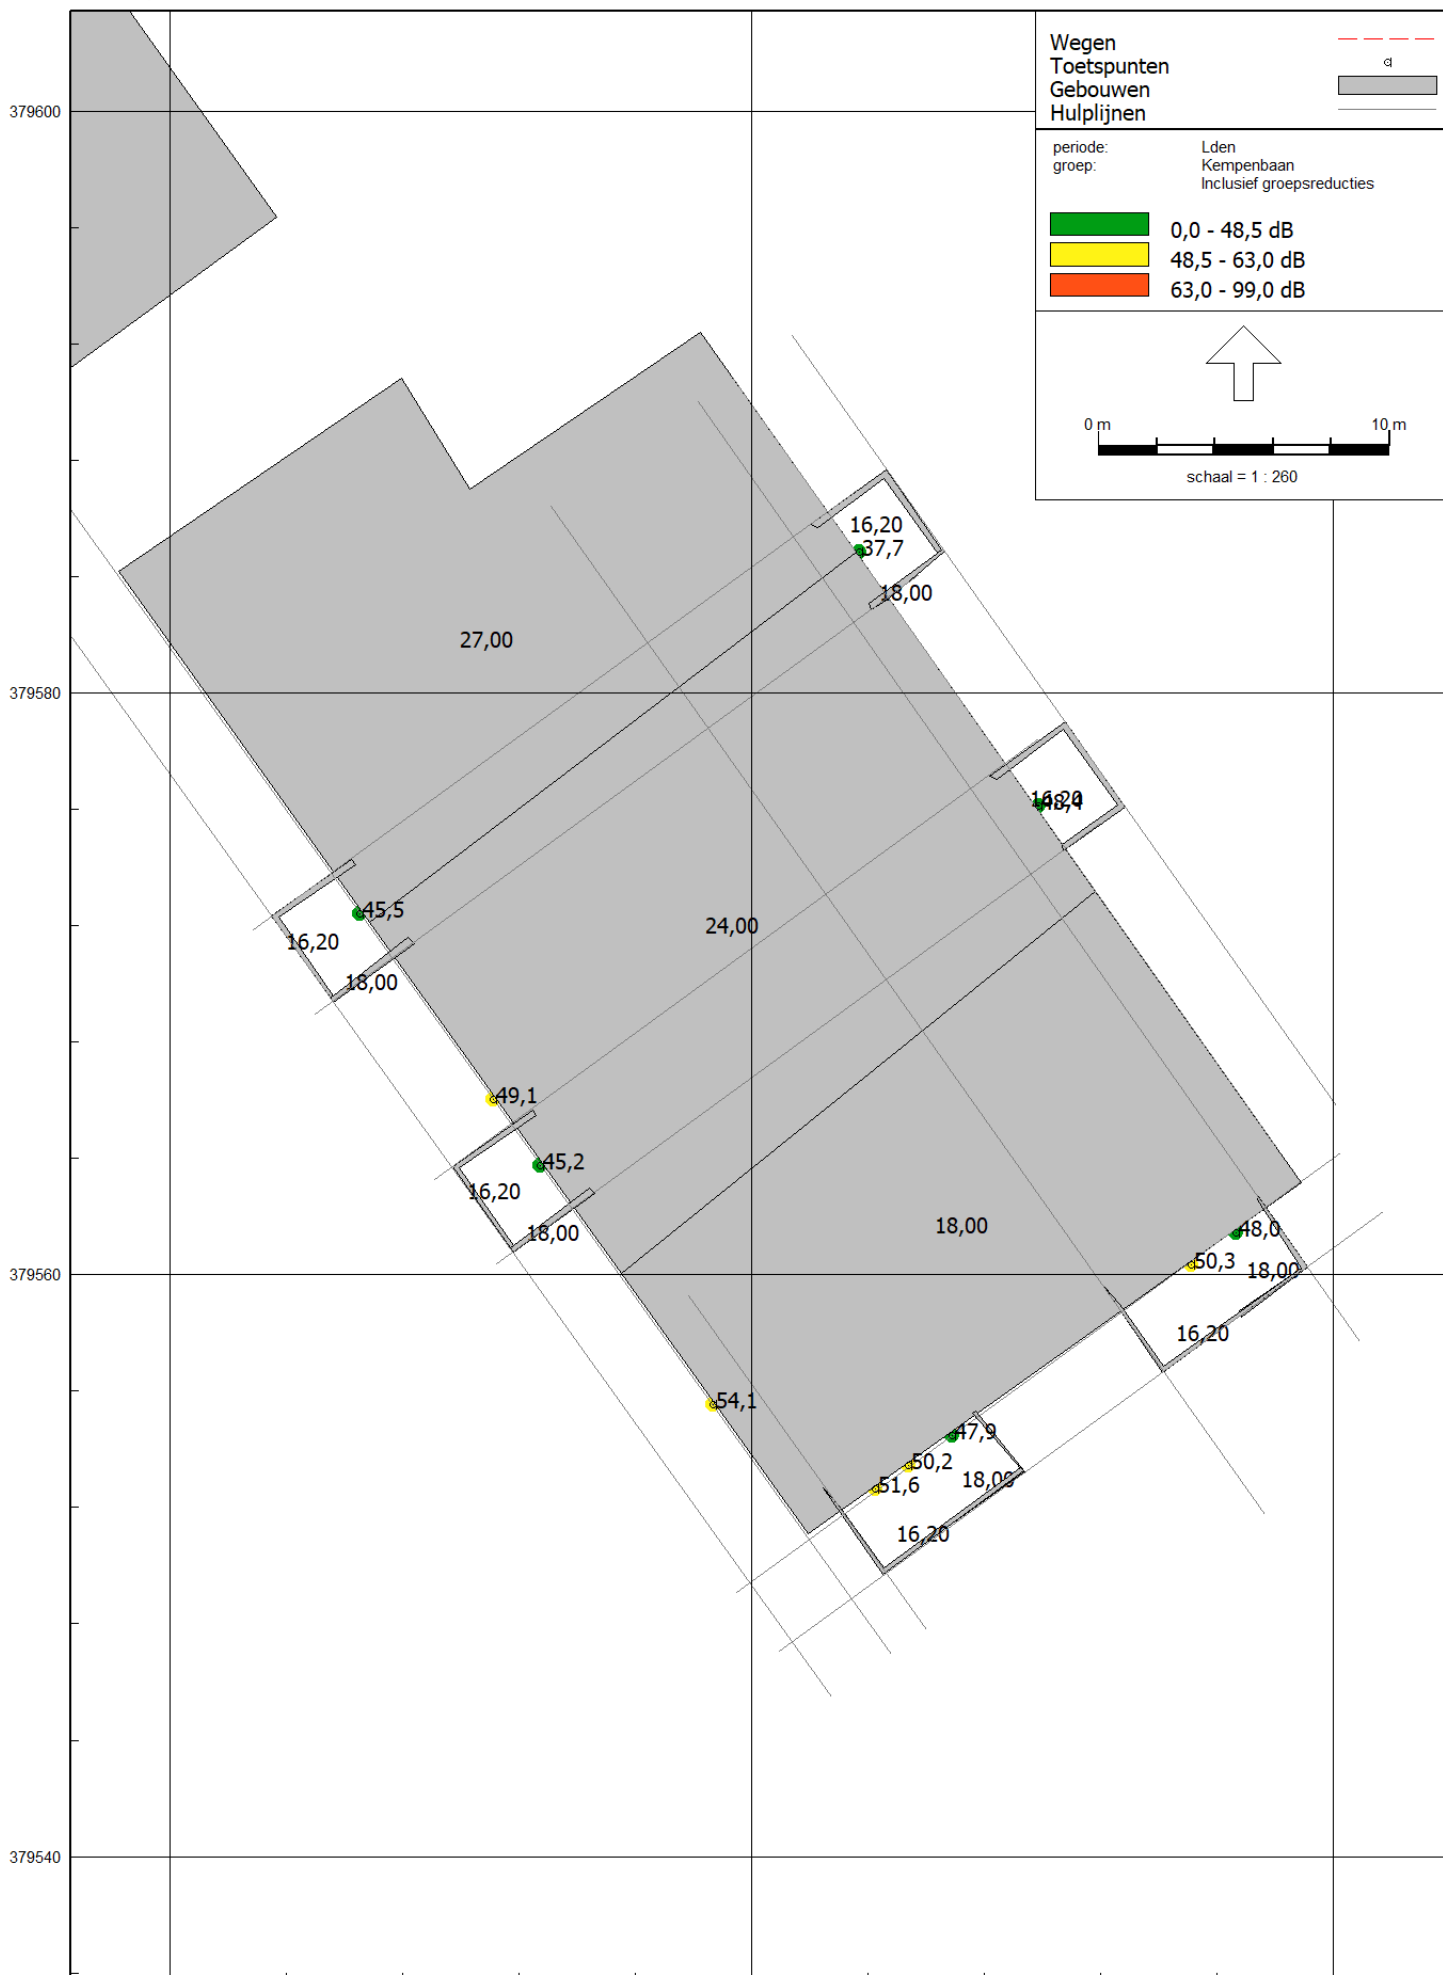 Wegen
Toetspunten
Gebouwen
Hulplijnen
periode: Lden
groep: Kempenbaan
Inclusief groepsreducties
0,0 - 48,5 dB
48,5 - 63,0 dB
63,0 - 99,0 dB
0 m 10 m
schaal = 1 : 260
379600
16,20
37,7
18,00
27,00
379580
16,20
45,5
24,00
16,20
18,00
49,1
45,2
16,20
18,00
18,00
48,0
50,3
18,00
379560
16,20
54,1
47,9
50,2
18,00
51,6
16,20
379540